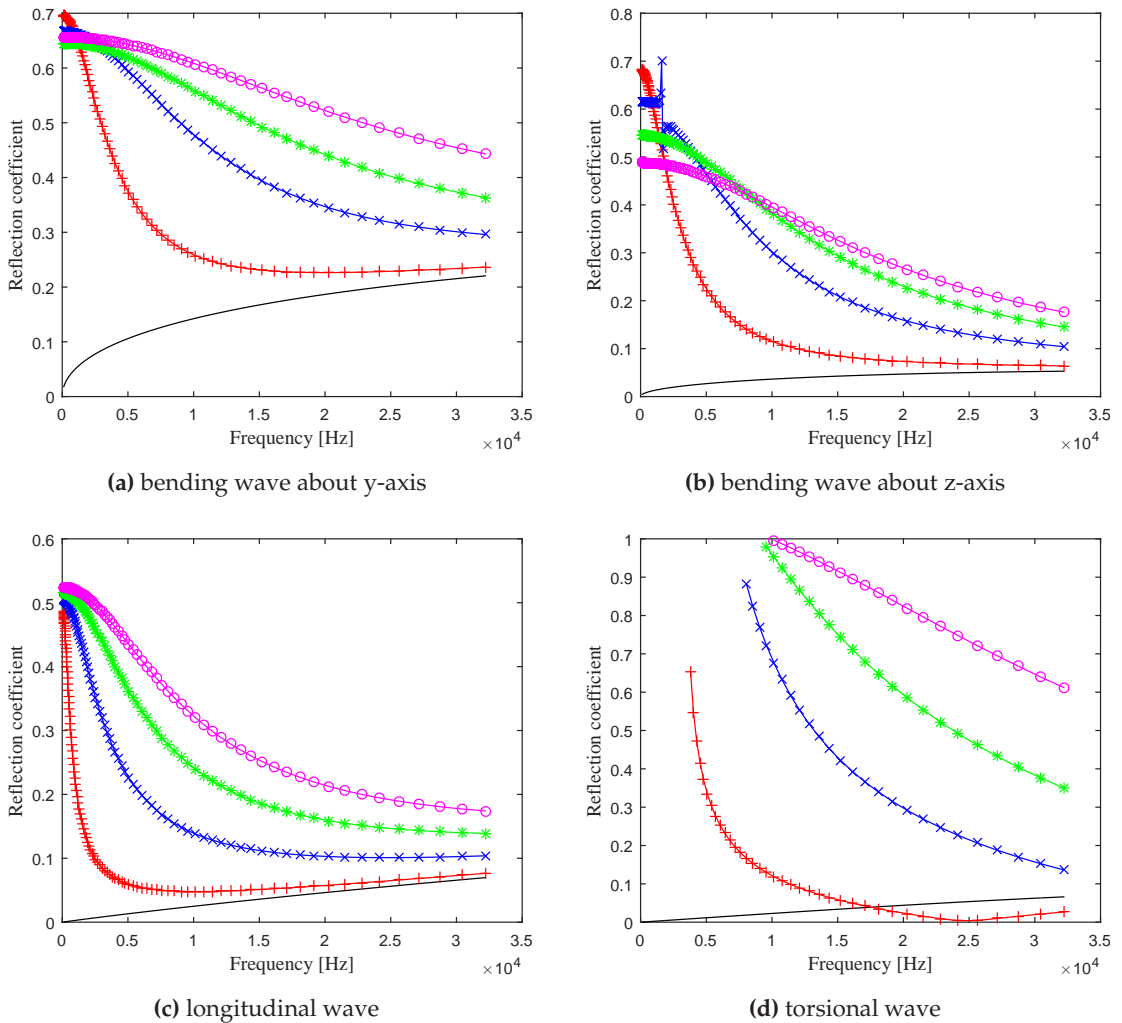 0.7
0.6
0.5
0.4
0.3
0.2
0.1
0
Reflection coefficient
0 0.5 1 1.5 2 2.5 3 3.5
Frequency [Hz]
×10^4
(a) bending wave about y-axis
0.8
0.7
0.6
0.5
0.4
0.3
0.2
0.1
0
Reflection coefficient
0 0.5 1 1.5 2 2.5 3 3.5
Frequency [Hz]
×10^4
(b) bending wave about z-axis
0.6
0.5
0.4
0.3
0.2
0.1
0
Reflection coefficient
0 0.5 1 1.5 2 2.5 3 3.5
Frequency [Hz]
×10^4
(c) longitudinal wave
1
0.9
0.8
0.7
0.6
0.5
0.4
0.3
0.2
0.1
0
Reflection coefficient
0 0.5 1 1.5 2 2.5 3 3.5
Frequency [Hz]
×10^4
(d) torsional wave